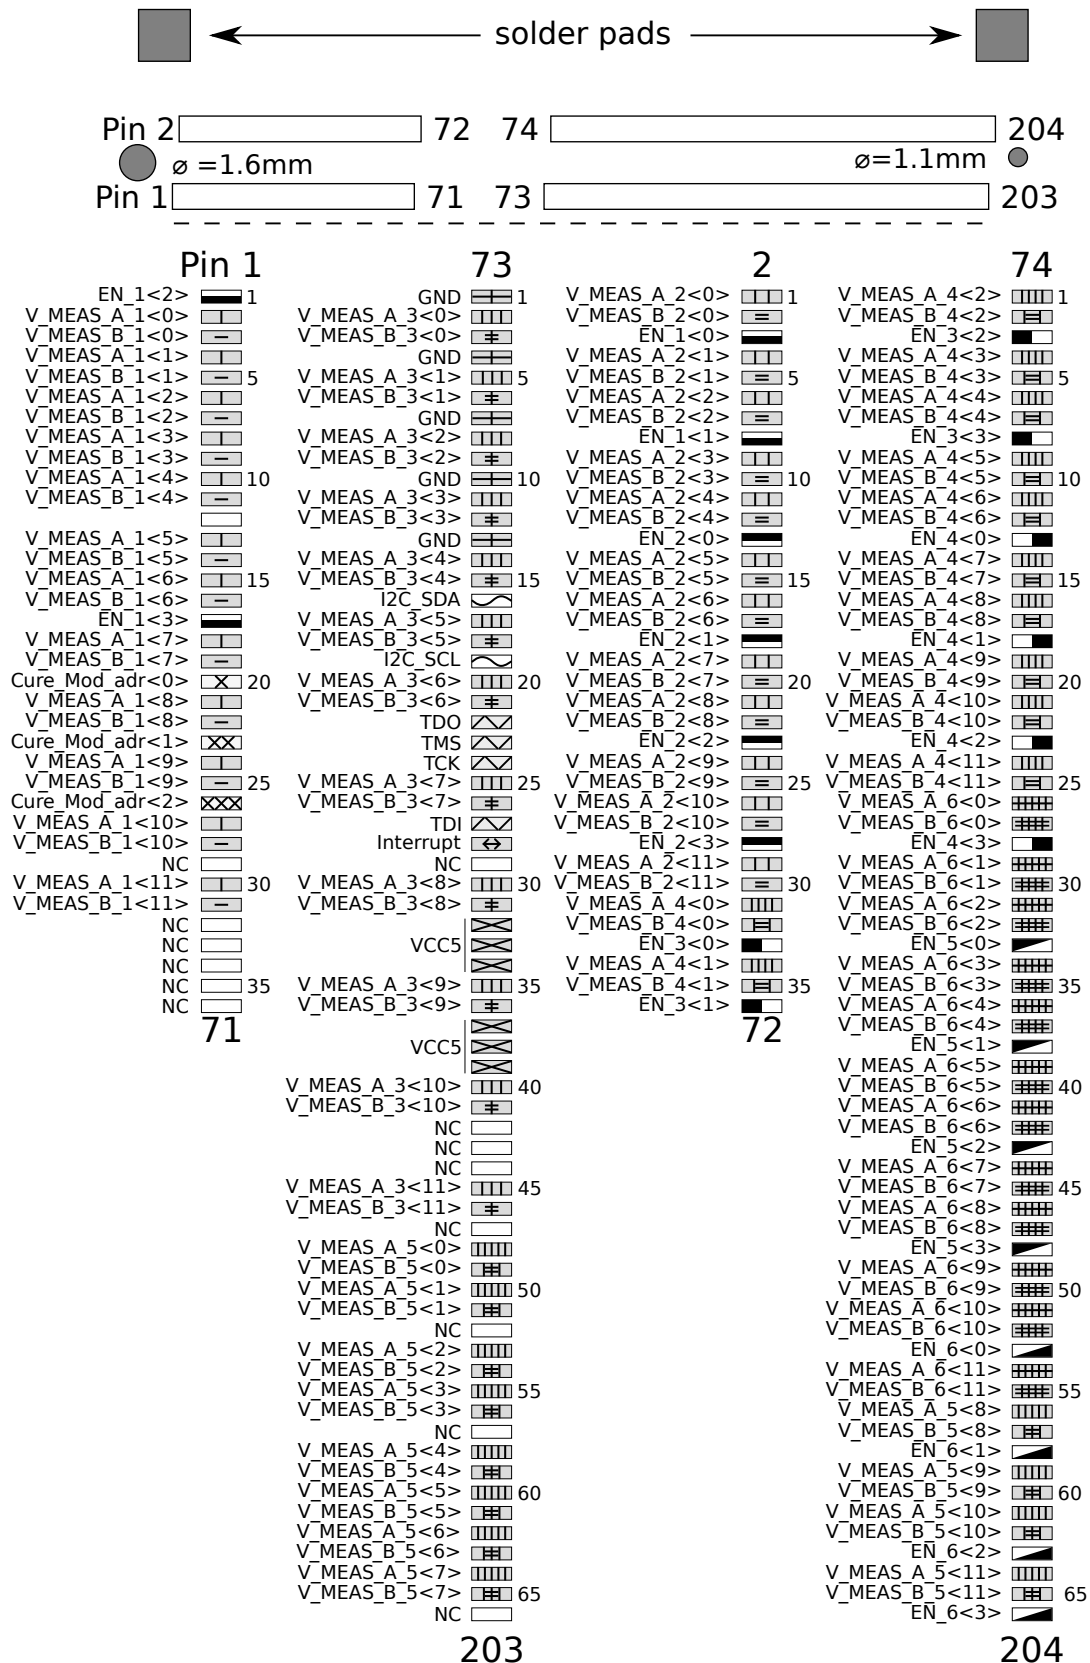 solder pads
Pin 2 72 74 204
⌀ =1.6mm ⌀=1.1mm
Pin 1 71 73 203
Pin 1
EN_1<2> 1
V_MEAS_A_1<0>
V_MEAS_B_1<0>
V_MEAS_A_1<1>
V_MEAS_B_1<1> 5
V_MEAS_A_1<2>
V_MEAS_B_1<2>
V_MEAS_A_1<3>
V_MEAS_B_1<3>
V_MEAS_A_1<4> 10
V_MEAS_B_1<4>
V_MEAS_A_1<5>
V_MEAS_B_1<5>
V_MEAS_A_1<6> 15
V_MEAS_B_1<6>
EN_1<3>
V_MEAS_A_1<7>
V_MEAS_B_1<7>
Cure_Mod_adr<0> 20
V_MEAS_A_1<8>
V_MEAS_B_1<8>
Cure_Mod_adr<1>
V_MEAS_A_1<9>
V_MEAS_B_1<9> 25
Cure_Mod_adr<2>
V_MEAS_A_1<10>
V_MEAS_B_1<10>
NC
V_MEAS_A_1<11> 30
V_MEAS_B_1<11>
NC
NC
NC
NC 35
NC
71
73
GND 1
V_MEAS_A_3<0>
V_MEAS_B_3<0>
GND
V_MEAS_A_3<1> 5
V_MEAS_B_3<1>
GND
V_MEAS_A_3<2>
V_MEAS_B_3<2>
GND 10
V_MEAS_A_3<3>
V_MEAS_B_3<3>
GND
V_MEAS_A_3<4>
V_MEAS_B_3<4> 15
I2C_SDA
V_MEAS_A_3<5>
V_MEAS_B_3<5>
I2C_SCL
V_MEAS_A_3<6> 20
V_MEAS_B_3<6>
TDO
TMS
TCK
V_MEAS_A_3<7> 25
V_MEAS_B_3<7>
TDI
Interrupt
NC
V_MEAS_A_3<8> 30
V_MEAS_B_3<8>
VCC5
V_MEAS_A_3<9> 35
V_MEAS_B_3<9>
VCC5
V_MEAS_A_3<10> 40
V_MEAS_B_3<10>
NC
NC
NC
V_MEAS_A_3<11> 45
V_MEAS_B_3<11>
NC
V_MEAS_A_5<0>
V_MEAS_B_5<0>
V_MEAS_A_5<1> 50
V_MEAS_B_5<1>
NC
V_MEAS_A_5<2>
V_MEAS_B_5<2>
V_MEAS_A_5<3> 55
V_MEAS_B_5<3>
NC
V_MEAS_A_5<4>
V_MEAS_B_5<4>
V_MEAS_A_5<5> 60
V_MEAS_B_5<5>
V_MEAS_A_5<6>
V_MEAS_B_5<6>
V_MEAS_A_5<7>
V_MEAS_B_5<7> 65
NC
203
2
V_MEAS_A_2<0> 1
V_MEAS_B_2<0>
EN_1<0>
V_MEAS_A_2<1>
V_MEAS_B_2<1> 5
V_MEAS_A_2<2>
V_MEAS_B_2<2>
EN_1<1>
V_MEAS_A_2<3>
V_MEAS_B_2<3> 10
V_MEAS_A_2<4>
V_MEAS_B_2<4>
EN_2<0>
V_MEAS_A_2<5>
V_MEAS_B_2<5> 15
V_MEAS_A_2<6>
V_MEAS_B_2<6>
EN_2<1>
V_MEAS_A_2<7>
V_MEAS_B_2<7> 20
V_MEAS_A_2<8>
V_MEAS_B_2<8>
EN_2<2>
V_MEAS_A_2<9>
V_MEAS_B_2<9> 25
V_MEAS_A_2<10>
V_MEAS_B_2<10>
EN_2<3>
V_MEAS_A_2<11>
V_MEAS_B_2<11> 30
V_MEAS_A_4<0>
V_MEAS_B_4<0>
EN_3<0>
V_MEAS_A_4<1>
V_MEAS_B_4<1> 35
EN_3<1>
72
74
V_MEAS_A_4<2> 1
V_MEAS_B_4<2>
EN_3<2>
V_MEAS_A_4<3>
V_MEAS_B_4<3> 5
V_MEAS_A_4<4>
V_MEAS_B_4<4>
EN_3<3>
V_MEAS_A_4<5>
V_MEAS_B_4<5> 10
V_MEAS_A_4<6>
V_MEAS_B_4<6>
EN_4<0>
V_MEAS_A_4<7>
V_MEAS_B_4<7> 15
V_MEAS_A_4<8>
V_MEAS_B_4<8>
EN_4<1>
V_MEAS_A_4<9>
V_MEAS_B_4<9> 20
V_MEAS_A_4<10>
V_MEAS_B_4<10>
EN_4<2>
V_MEAS_A_4<11>
V_MEAS_B_4<11> 25
V_MEAS_A_6<0>
V_MEAS_B_6<0>
EN_4<3>
V_MEAS_A_6<1>
V_MEAS_B_6<1> 30
V_MEAS_A_6<2>
V_MEAS_B_6<2>
EN_5<0>
V_MEAS_A_6<3>
V_MEAS_B_6<3> 35
V_MEAS_A_6<4>
V_MEAS_B_6<4>
EN_5<1>
V_MEAS_A_6<5>
V_MEAS_B_6<5> 40
V_MEAS_A_6<6>
V_MEAS_B_6<6>
EN_5<2>
V_MEAS_A_6<7>
V_MEAS_B_6<7> 45
V_MEAS_A_6<8>
V_MEAS_B_6<8>
EN_5<3>
V_MEAS_A_6<9>
V_MEAS_B_6<9> 50
V_MEAS_A_6<10>
V_MEAS_B_6<10>
EN_6<0>
V_MEAS_A_6<11>
V_MEAS_B_6<11> 55
V_MEAS_A_5<8>
V_MEAS_B_5<8>
EN_6<1>
V_MEAS_A_5<9>
V_MEAS_B_5<9> 60
V_MEAS_A_5<10>
V_MEAS_B_5<10>
EN_6<2>
V_MEAS_A_5<11>
V_MEAS_B_5<11> 65
EN_6<3>
204